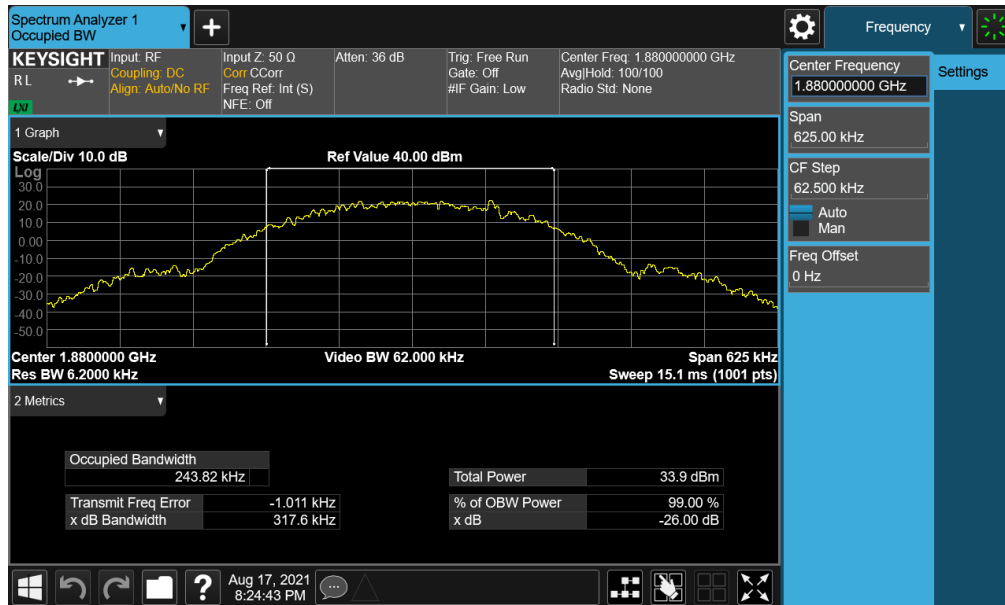 Spectrum Analyzer 1
Occupied BW
+
Frequency
KEYSIGHT
R L
LXI
Input: RF
Coupling: DC
Align: Auto/No RF
Input Z: 50 Ω
Corr CCorr
Freq Ref: Int (S)
NFE: Off
Atten: 36 dB
Trig: Free Run
Gate: Off
#IF Gain: Low
Center Freq: 1.880000000 GHz
Avg|Hold: 100/100
Radio Std: None
Center Frequency
1.880000000 GHz
Settings
Span
625.00 kHz
CF Step
62.500 kHz
Auto
Man
Freq Offset
0 Hz
1 Graph
Scale/Div 10.0 dB
Ref Value 40.00 dBm
Log
30.0
20.0
10.0
0.00
-10.0
-20.0
-30.0
-40.0
-50.0
Center 1.8800000 GHz
Video BW 62.000 kHz
Span 625 kHz
Res BW 6.2000 kHz
Sweep 15.1 ms (1001 pts)
2 Metrics
Occupied Bandwidth
243.82 kHz
Total Power 33.9 dBm
Transmit Freq Error -1.011 kHz
% of OBW Power 99.00 %
x dB Bandwidth 317.6 kHz
x dB -26.00 dB
?
Aug 17, 2021
8:24:43 PM